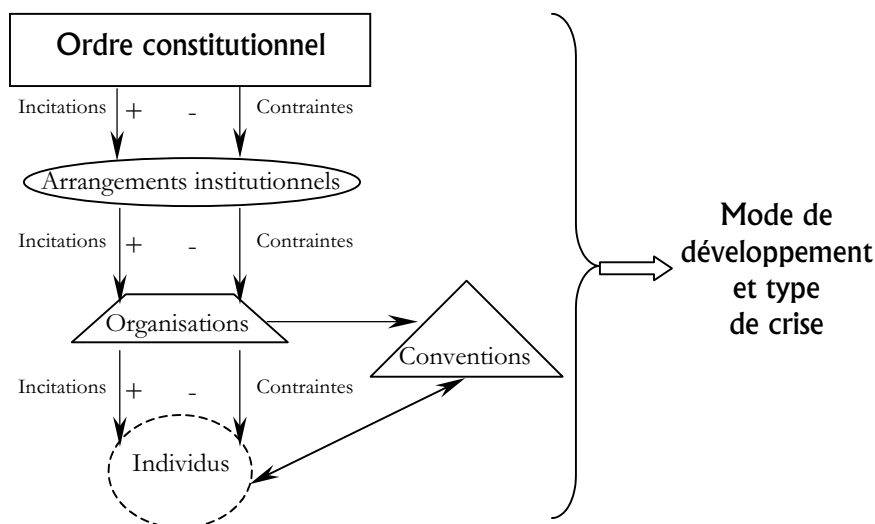 Ordre constitutionnel
Incitations + - Contraintes
Arrangements institutionnels
Incitations + - Contraintes
Organisations
Conventions
Incitations + - Contraintes
Individus
Mode de
développement
et type
de crise